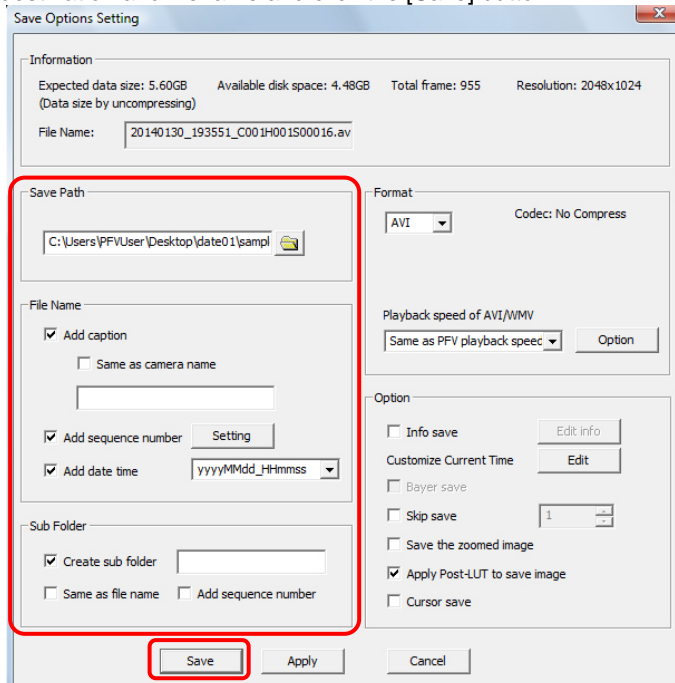 Save Options Setting
Information
Expected data size: 5.60GB Available disk space: 4.48GB Total frame: 955 Resolution: 2048x1024
(Data size by uncompressing)
File Name: 20140130_193551_C001H001S00016.av
Save Path
C:\Users\PFVUser\Desktop\date01\sampl
File Name
Add caption
Same as camera name
Add sequence number Setting
Add date time yyyyMMdd_HHmmss
Sub Folder
Create sub folder
Same as file name Add sequence number
Format
AVI Codec: No Compress
Playback speed of AVI/WMV
Same as PFV playback speed Option
Option
Info save Edit info
Customize Current Time Edit
Bayer save
Skip save 1
Save the zoomed image
Apply Post-LUT to save image
Cursor save
Save Apply Cancel